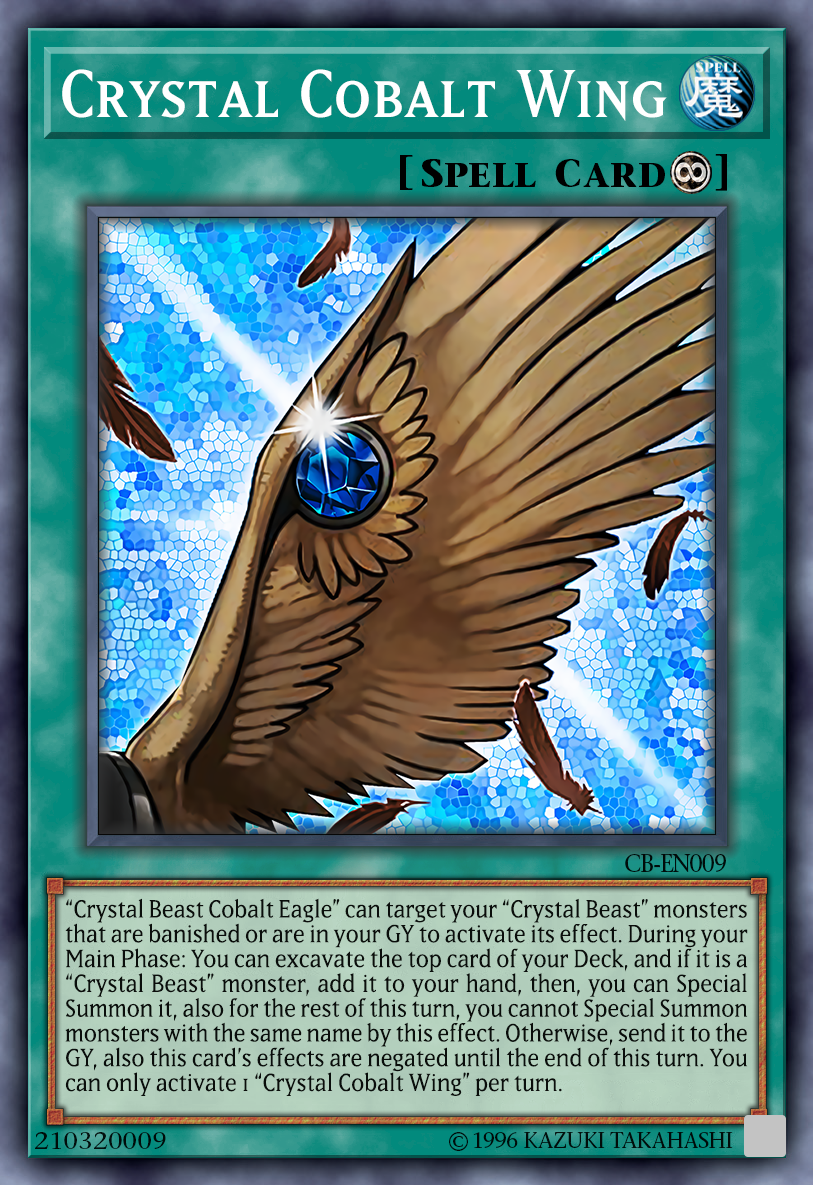 Crystal Cobalt Wing SPELL 魔
[Spell Card∞]
CB-EN009
“Crystal Beast Cobalt Eagle” can target your “Crystal Beast” monsters
that are banished or are in your GY to activate its effect. During your
Main Phase: You can excavate the top card of your Deck, and if it is a
“Crystal Beast” monster, add it to your hand, then, you can Special
Summon it, also for the rest of this turn, you cannot Special Summon
monsters with the same name by this effect. Otherwise, send it to the
GY, also this card’s effects are negated until the end of this turn. You
can only activate 1 “Crystal Cobalt Wing” per turn.
210320009 © 1996 KAZUKI TAKAHASHI